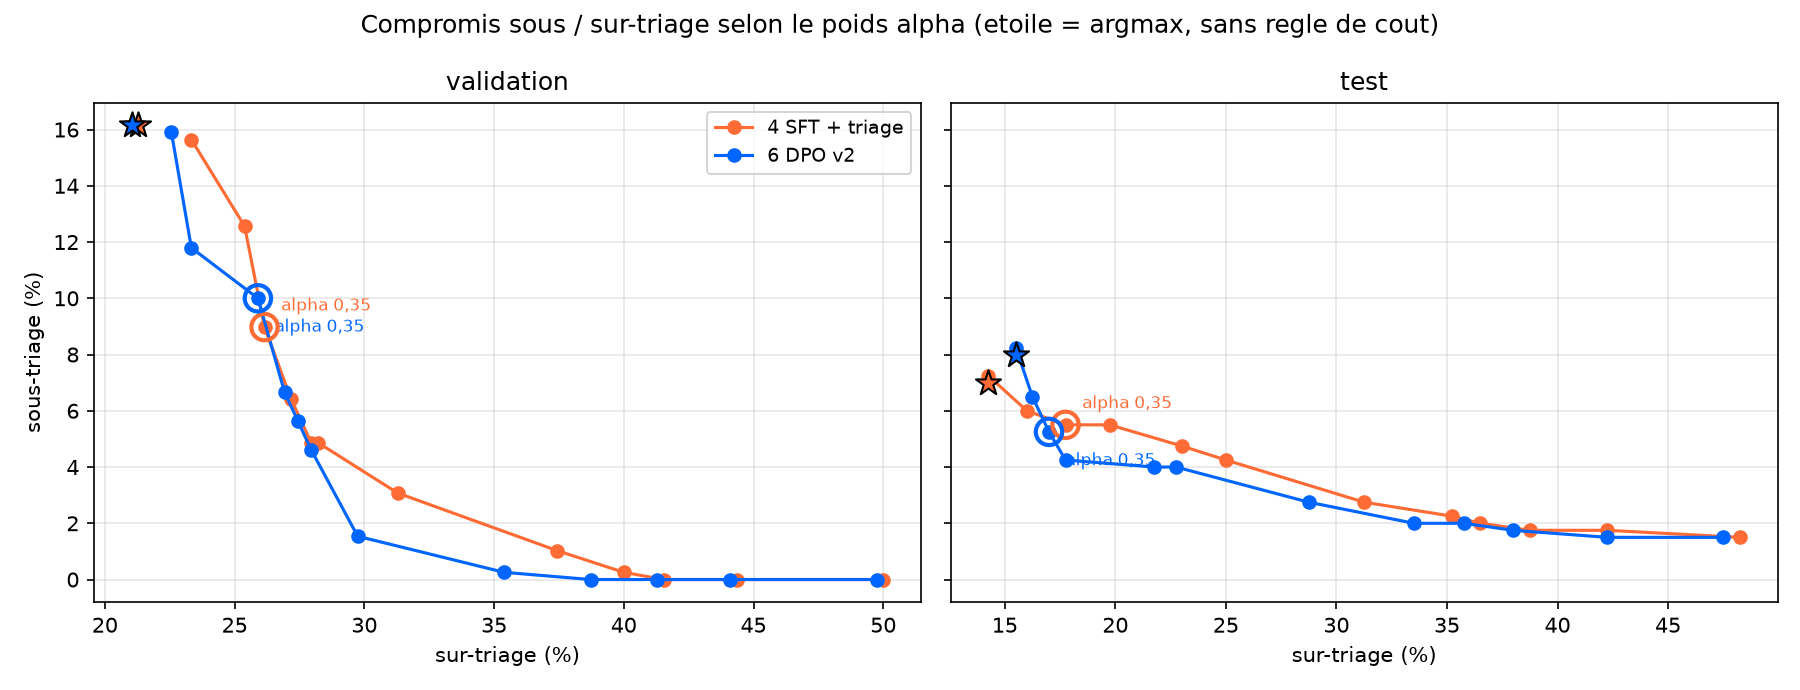 Compromis sous / sur-triage selon le poids alpha (etoile = argmax, sans regle de cout)
validation
test
4 SFT + triage
6 DPO v2
sous-triage (%)
16
14
12
10
8
6
4
2
0
alpha 0,35
alpha 0,35
alpha 0,35
alpha 0,35
20 25 30 35 40 45 50
15 20 25 30 35 40 45
sur-triage (%)
sur-triage (%)